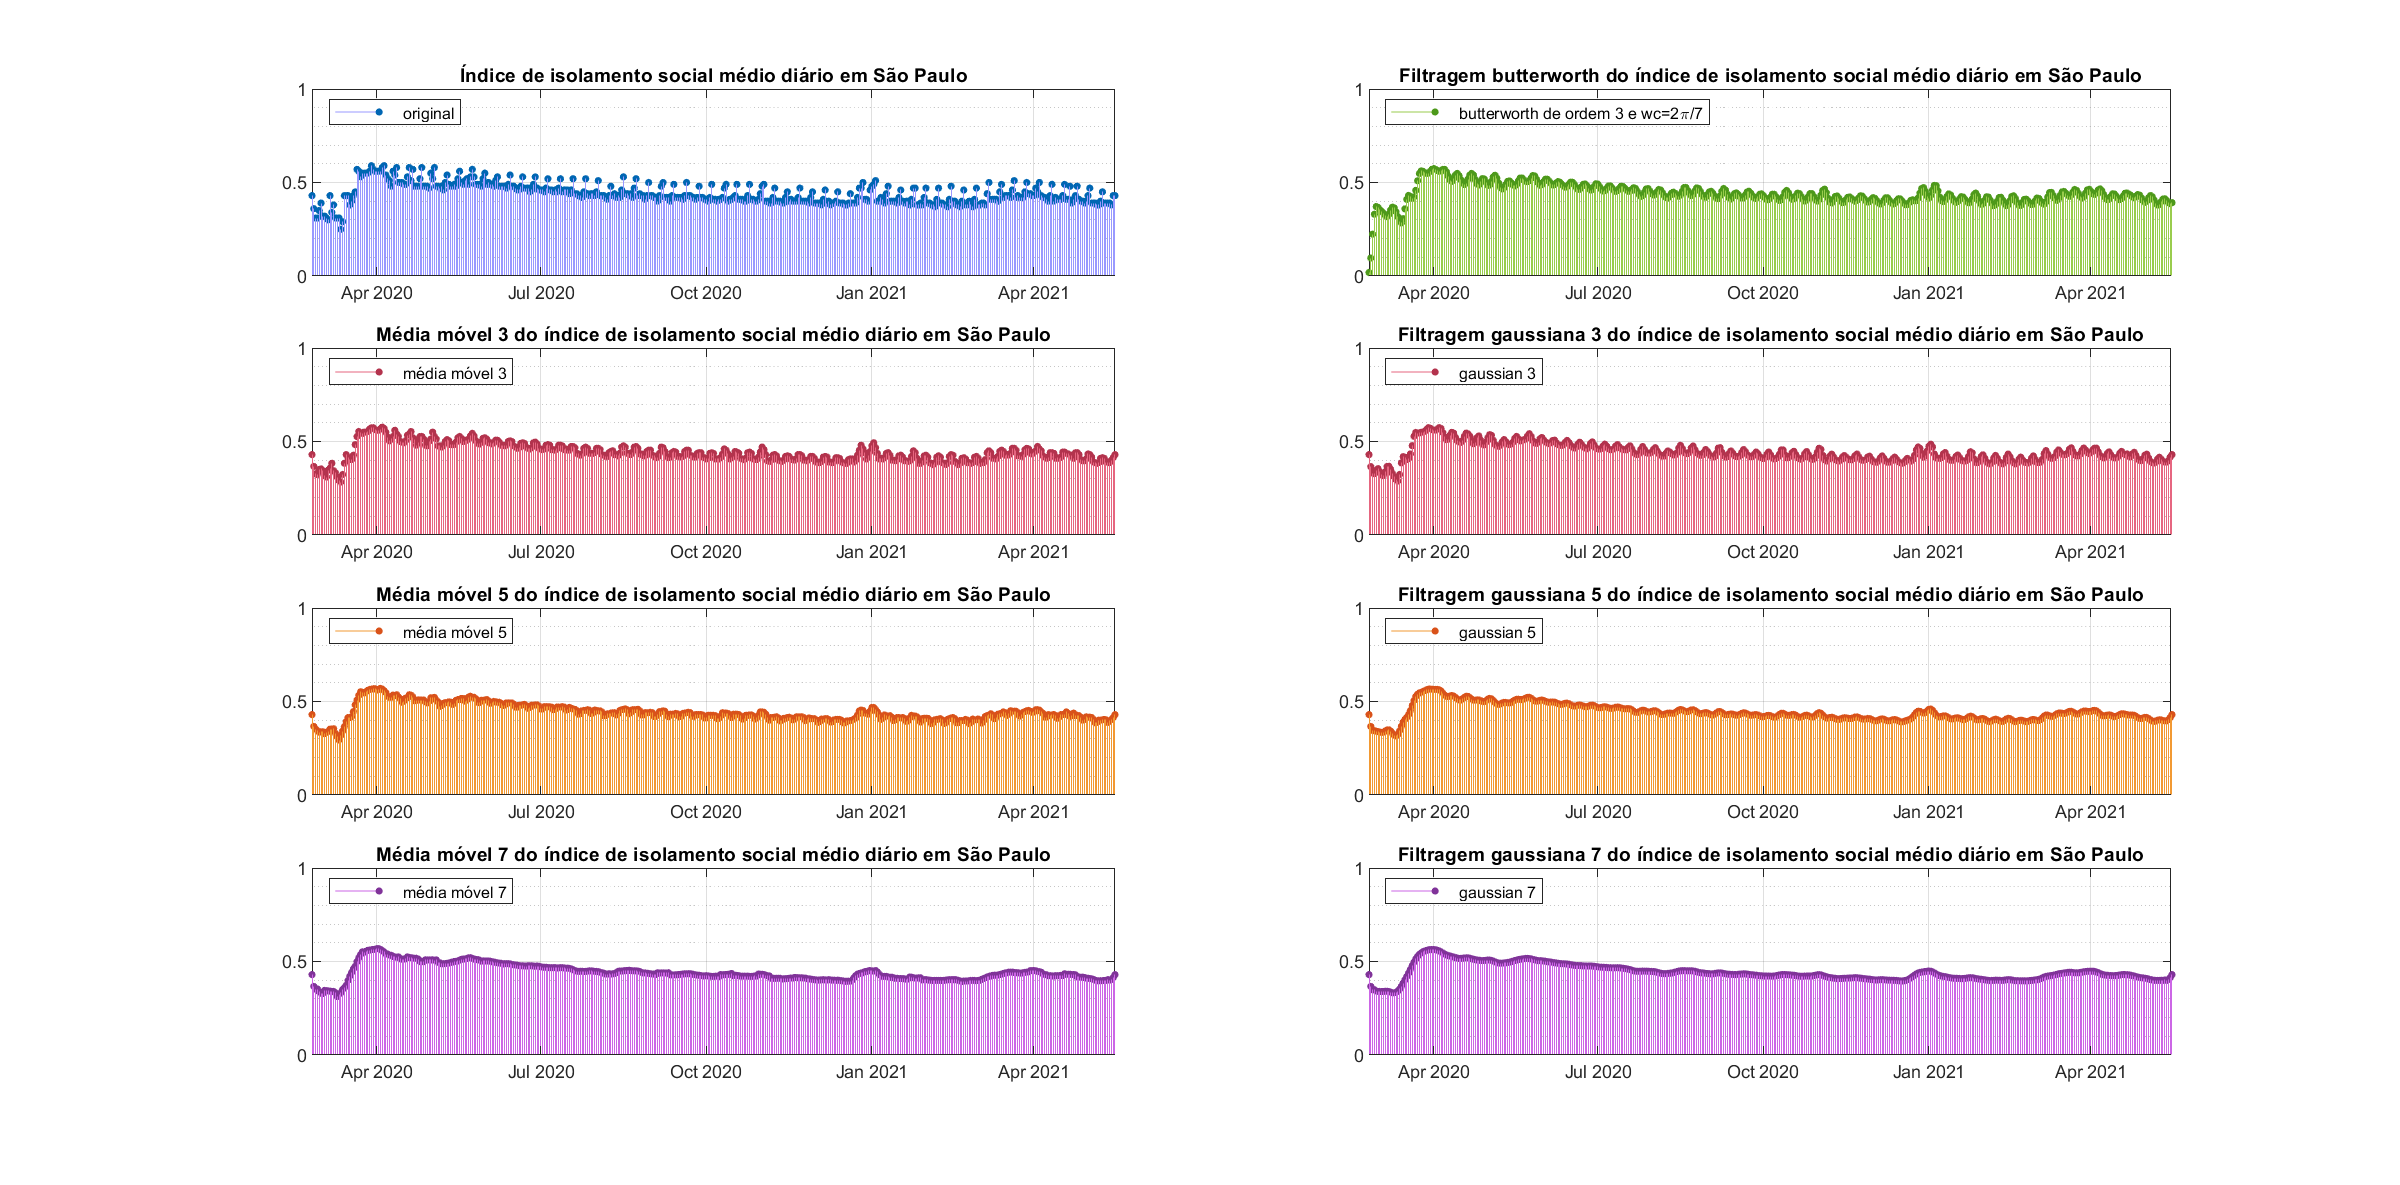 Índice de isolamento social médio diário em São Paulo
1
original
0.5
0
Apr 2020 Jul 2020 Oct 2020 Jan 2021 Apr 2021
Filtragem butterworth do índice de isolamento social médio diário em São Paulo
1
butterworth de ordem 3 e wc=2π/7
0.5
0
Apr 2020 Jul 2020 Oct 2020 Jan 2021 Apr 2021
Média móvel 3 do índice de isolamento social médio diário em São Paulo
1
média móvel 3
0.5
0
Apr 2020 Jul 2020 Oct 2020 Jan 2021 Apr 2021
Filtragem gaussiana 3 do índice de isolamento social médio diário em São Paulo
1
gaussian 3
0.5
0
Apr 2020 Jul 2020 Oct 2020 Jan 2021 Apr 2021
Média móvel 5 do índice de isolamento social médio diário em São Paulo
1
média móvel 5
0.5
0
Apr 2020 Jul 2020 Oct 2020 Jan 2021 Apr 2021
Filtragem gaussiana 5 do índice de isolamento social médio diário em São Paulo
1
gaussian 5
0.5
0
Apr 2020 Jul 2020 Oct 2020 Jan 2021 Apr 2021
Média móvel 7 do índice de isolamento social médio diário em São Paulo
1
média móvel 7
0.5
0
Apr 2020 Jul 2020 Oct 2020 Jan 2021 Apr 2021
Filtragem gaussiana 7 do índice de isolamento social médio diário em São Paulo
1
gaussian 7
0.5
0
Apr 2020 Jul 2020 Oct 2020 Jan 2021 Apr 2021